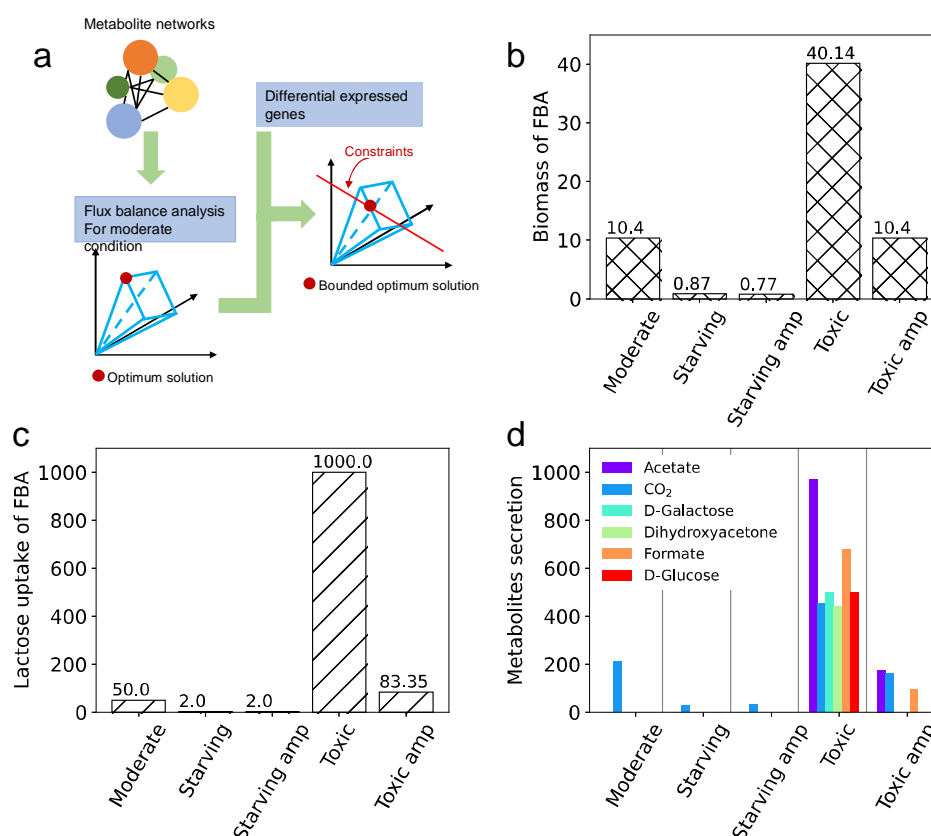 Metabolite networks
a
Differential expressed
genes
Constraints
Flux balance analysis
For moderate
condition
Bounded optimum solution
Optimum solution
b
Biomass of FBA
40
30
20
10
0
10.4
0.87
0.77
40.14
10.4
Moderate
Starving
Starving amp
Toxic
Toxic amp
c
Lactose uptake of FBA
1000
800
600
400
200
0
50.0
2.0
2.0
1000.0
83.35
Moderate
Starving
Starving amp
Toxic
Toxic amp
d
Metabolites secretion
1000
800
600
400
200
0
Acetate
CO₂
D-Galactose
Dihydroxyacetone
Formate
D-Glucose
Moderate
Starving
Starving amp
Toxic
Toxic amp